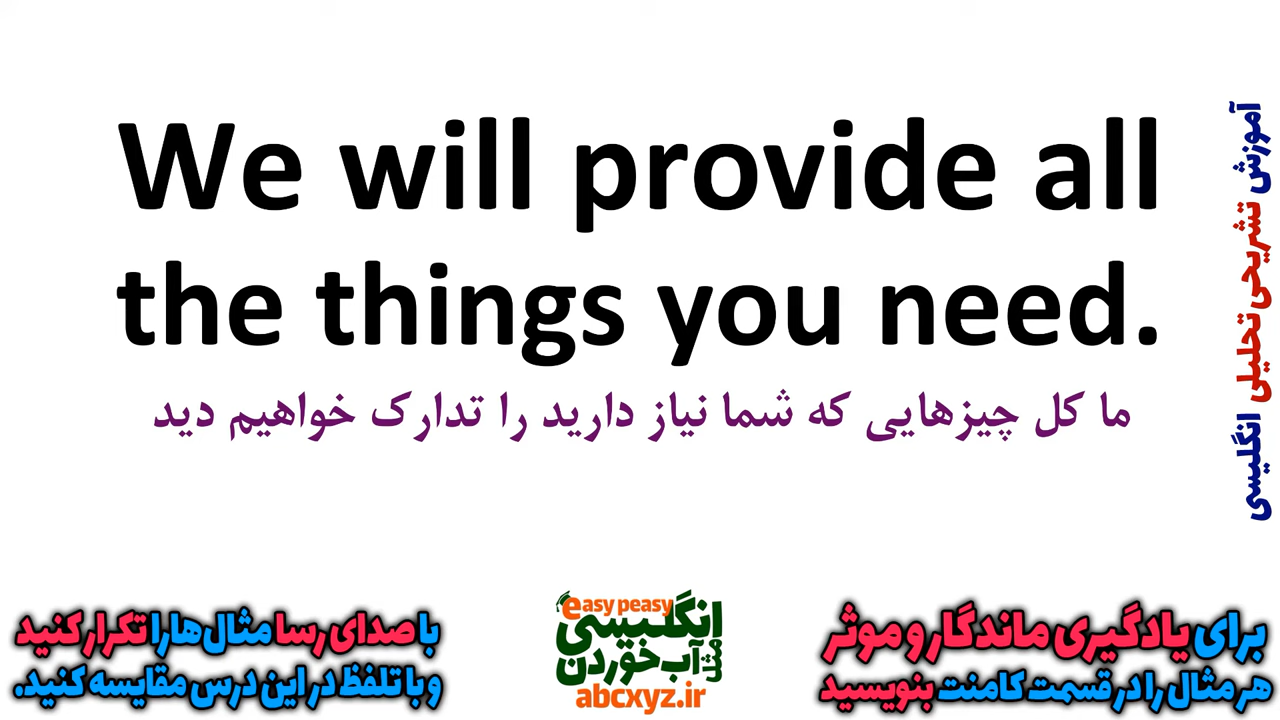 We will provide all
the things you need.
ما کل چیزهایی که شما نیاز دارید را تدارک خواهیم دید
آموزش تشریحی تحلیلی انگلیسی
برای یادگیری ماندگار و موثر
هر مثال را در قسمت کامنت بنویسید
easy peasy
انگلیسی
مثل آب خوردن
abcxyz.ir
با صدای رسا مثال‌ها را تکرار کنید
و با تلفظ در این درس مقایسه کنید.